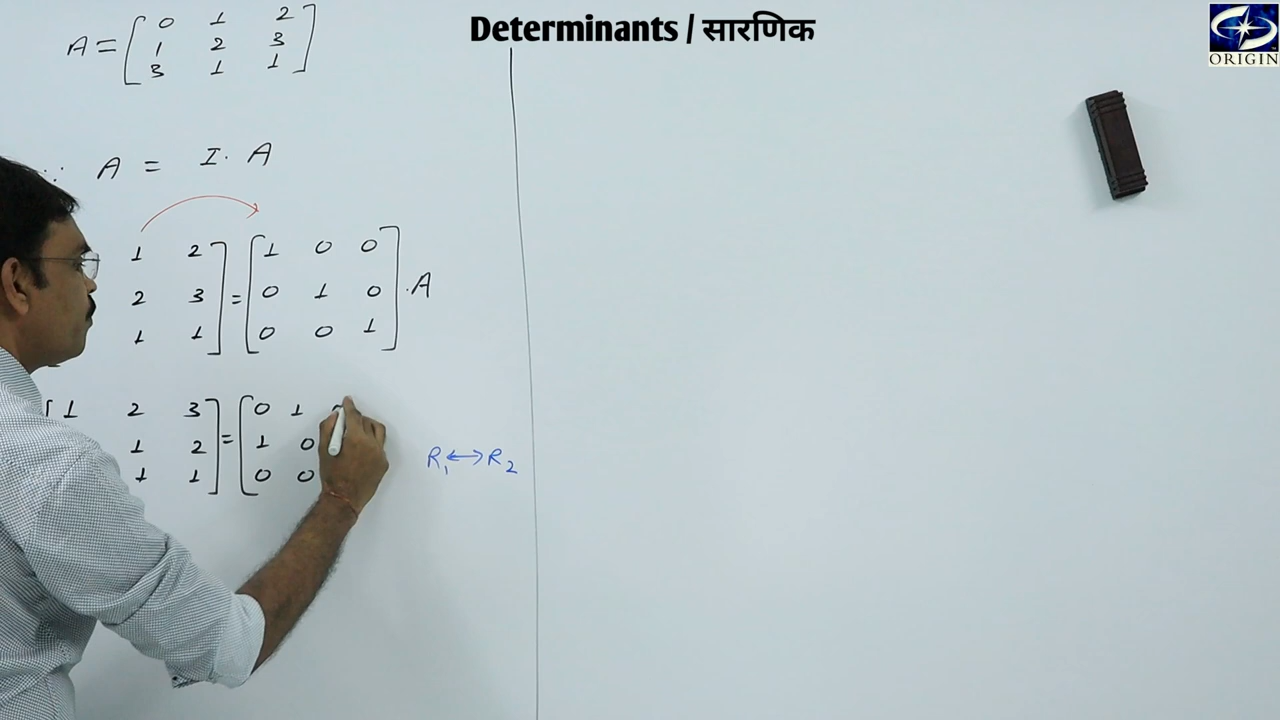 Determinants / सारणिक
ORIGIN
A = [ 0 1 2
1 2 3
3 1 1 ]
∵ A = I · A
1 2 ] = [ 1 0 0
2 3 0 1 0 ] · A
1 1 0 0 1
[ 1 2 3 ] = [ 0 1
1 2 1 0 R₁ ↔ R₂
1 1 0 0